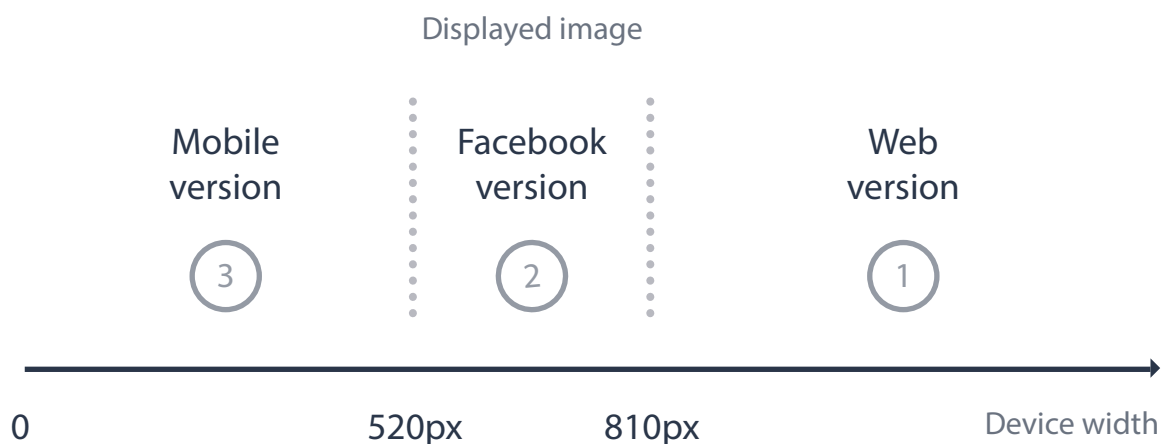 Displayed image
Mobile
version
Facebook
version
Web
version
3
2
1
0
520px
810px
Device width